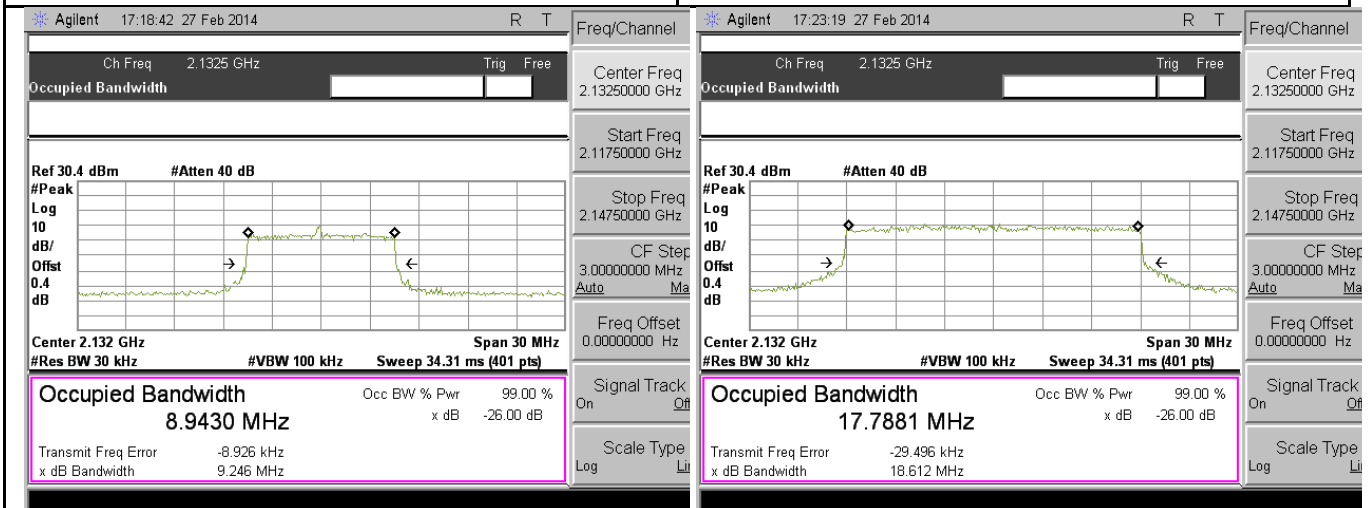 Agilent 17:18:42 27 Feb 2014 R T
Freq/Channel
Ch Freq 2.1325 GHz Trig Free
Occupied Bandwidth
Center Freq
2.13250000 GHz
Start Freq
2.11750000 GHz
Ref 30.4 dBm #Atten 40 dB
#Peak
Log
10
dB/
Offst
0.4
dB
Stop Freq
2.14750000 GHz
CF Step
3.00000000 MHz
Auto Ma
Freq Offset
0.00000000 Hz
Center 2.132 GHz Span 30 MHz
#Res BW 30 kHz #VBW 100 kHz Sweep 34.31 ms (401 pts)
Occupied Bandwidth Occ BW % Pwr 99.00 %
8.9430 MHz x dB -26.00 dB
Transmit Freq Error -8.926 kHz
x dB Bandwidth 9.246 MHz
Signal Track
On Off
Scale Type
Log Lin
Agilent 17:23:19 27 Feb 2014 R T
Freq/Channel
Ch Freq 2.1325 GHz Trig Free
Occupied Bandwidth
Center Freq
2.13250000 GHz
Start Freq
2.11750000 GHz
Ref 30.4 dBm #Atten 40 dB
#Peak
Log
10
dB/
Offst
0.4
dB
Stop Freq
2.14750000 GHz
CF Step
3.00000000 MHz
Auto Ma
Freq Offset
0.00000000 Hz
Center 2.132 GHz Span 30 MHz
#Res BW 30 kHz #VBW 100 kHz Sweep 34.31 ms (401 pts)
Occupied Bandwidth Occ BW % Pwr 99.00 %
17.7881 MHz x dB -26.00 dB
Transmit Freq Error -29.496 kHz
x dB Bandwidth 18.612 MHz
Signal Track
On Off
Scale Type
Log Lin